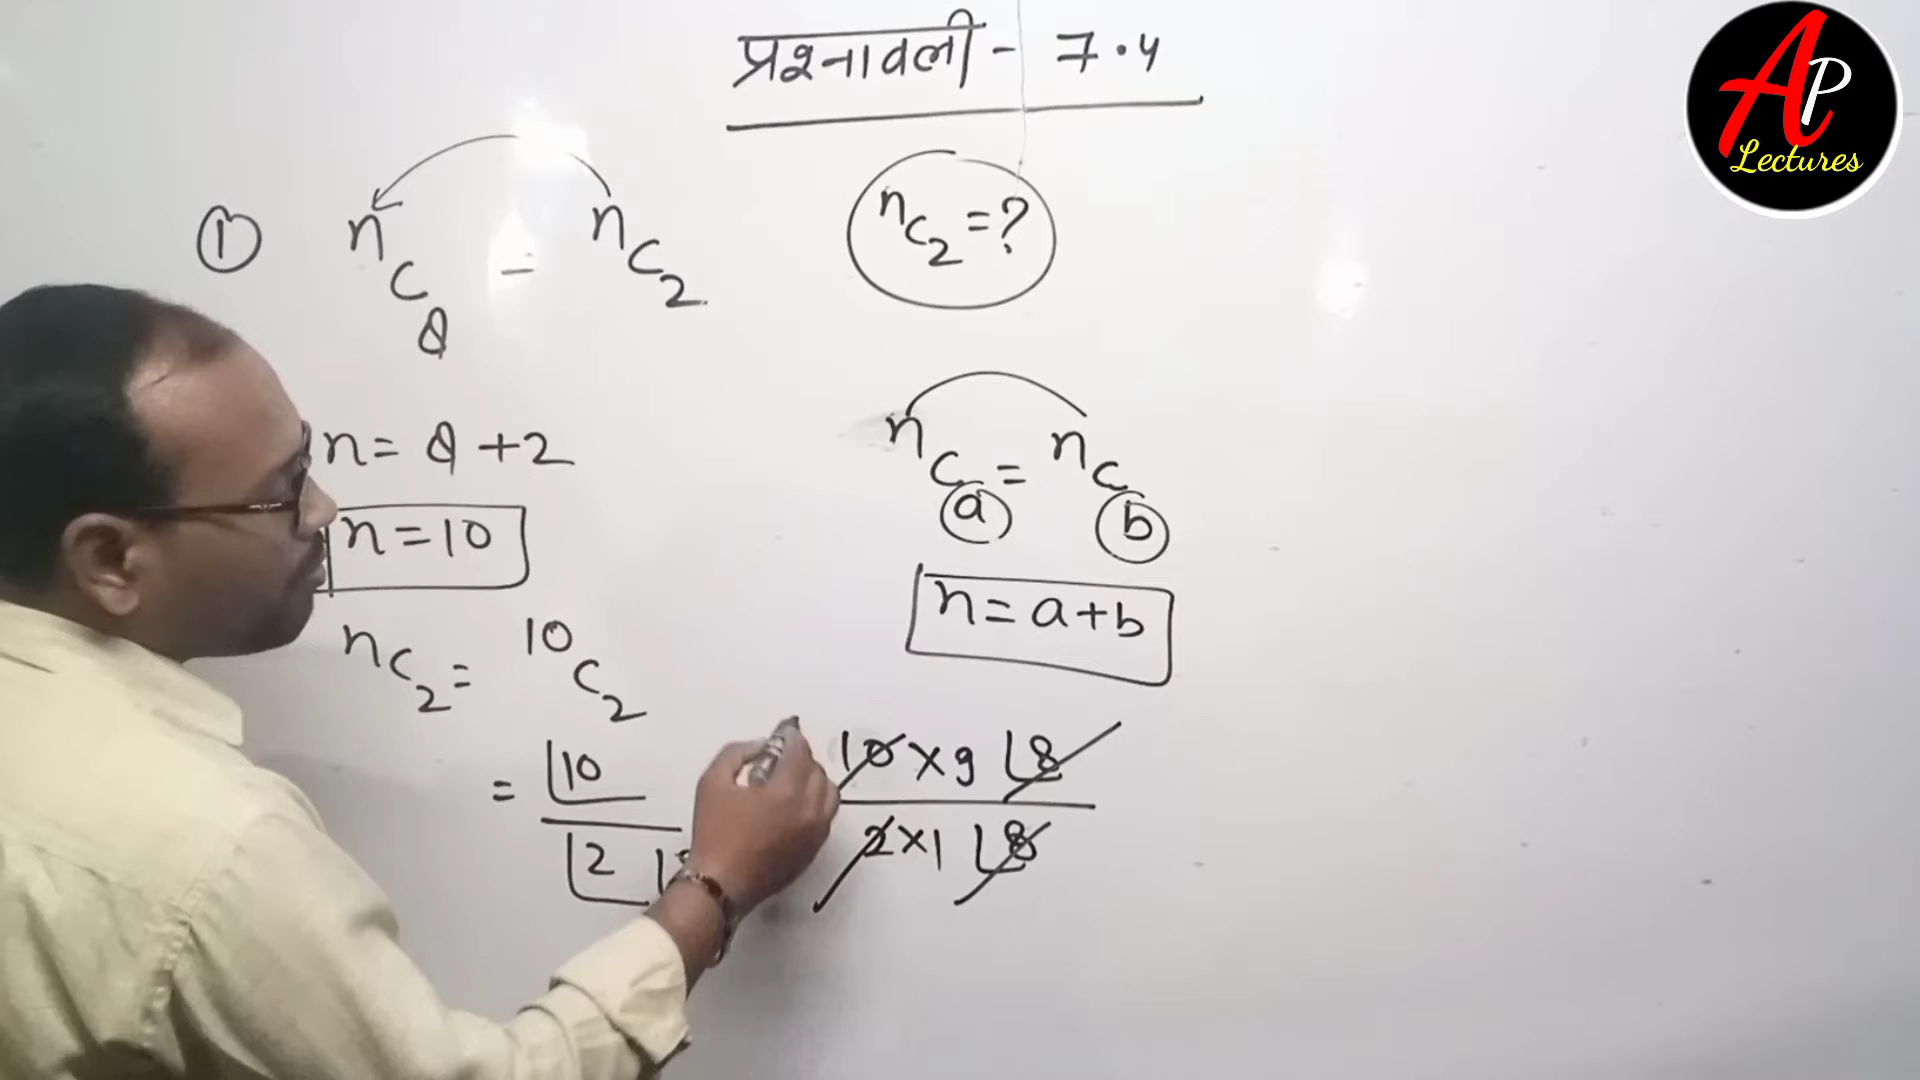 प्रश्नावली - 7.4
AP
Lectures
① nC8 = nC2
nC2 = ?
nCa = nCb
n = 8 + 2
n = 10
n = a + b
nC2 = 10C2
= |10 / |2 10 × 9 |8 / 2 × 1 |8